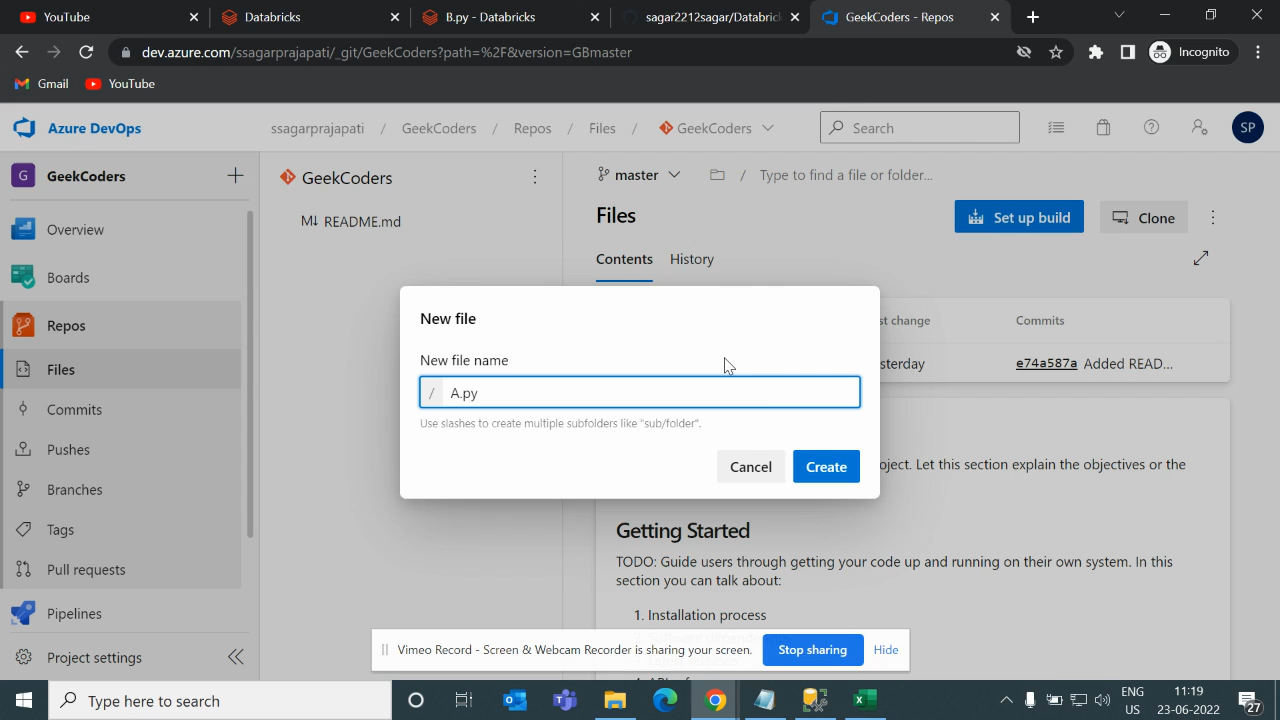 YouTube
Databricks
B.py - Databricks
sagar2212sagar/Databric
GeekCoders - Repos
dev.azure.com/ssagarprajapati/_git/GeekCoders?path=%2F&version=GBmaster
Incognito
Gmail
YouTube
Azure DevOps
ssagarprajapati / GeekCoders / Repos / Files / GeekCoders
Search
SP
G GeekCoders
Overview
Boards
Repos
Files
Commits
Pushes
Branches
Tags
Pull requests
Pipelines
Project settings
GeekCoders
M↓ README.md
master
/ Type to find a file or folder...
Files
Set up build
Clone
Contents
History
st change
Commits
sterday
e74a587a Added READ...
New file
New file name
/ A.py
Use slashes to create multiple subfolders like "sub/folder".
Cancel
Create
oject. Let this section explain the objectives or the
Getting Started
TODO: Guide users through getting your code up and running on their own system. In this
section you can talk about:
1. Installation process
Vimeo Record - Screen & Webcam Recorder is sharing your screen.
Stop sharing
Hide
Type here to search
ENG
US
11:19
23-06-2022
27